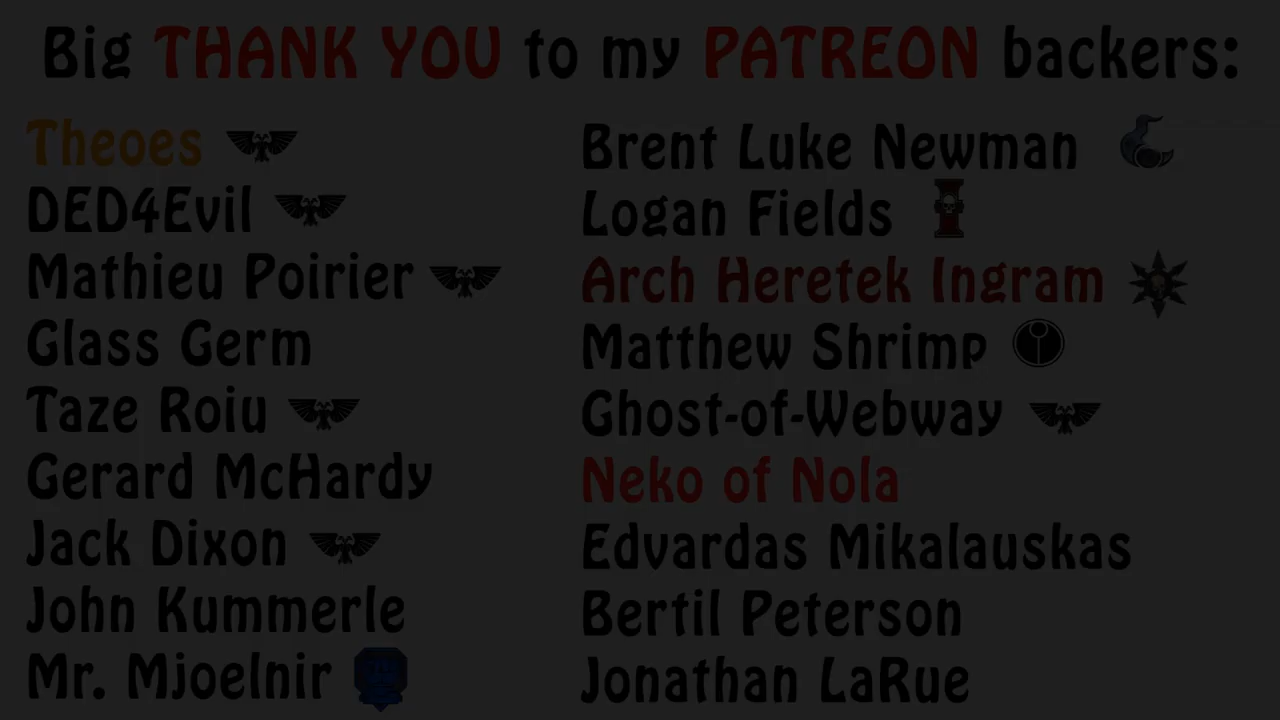 Big THANK YOU to my PATREON backers:
Theoes
DED4Evil
Mathieu Poirier
Glass Germ
Taze Roiu
Gerard McHardy
Jack Dixon
John Kummerle
Mr. Mjoelnir
Brent Luke Newman
Logan Fields
Arch Heretek Ingram
Matthew Shrimp
Ghost-of-Webway
Neko of Nola
Edvardas Mikalauskas
Bertil Peterson
Jonathan LaRue